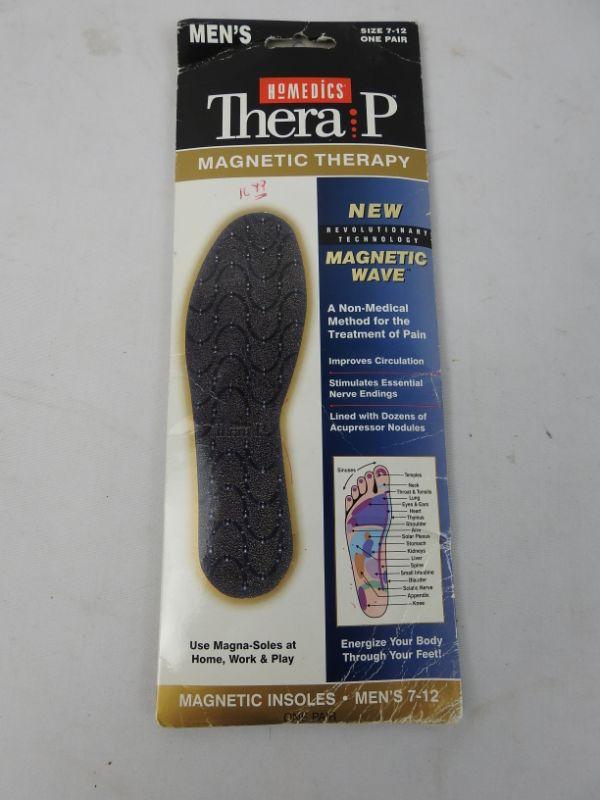 MEN'S
SIZE 7-12
ONE PAIR
HOMEDICS
Thera P™
MAGNETIC THERAPY
NEW
REVOLUTIONARY
TECHNOLOGY
MAGNETIC
WAVE™
A Non-Medical
Method for the
Treatment of Pain
Improves Circulation
Stimulates Essential
Nerve Endings
Lined with Dozens of
Acupressor Nodules
Sinuses
Temples
Neck
Throat & Tonsils
Lung
Eyes & Ears
Heart
Thymus
Shoulder
Arm
Solar Plexus
Stomach
Kidneys
Liver
Spine
Small Intestine
Bladder
Sciatic Nerve
Appendix
Knee
Use Magna-Soles at
Home, Work & Play
Energize Your Body
Through Your Feet!
MAGNETIC INSOLES • MEN'S 7-12
ONE PAIR